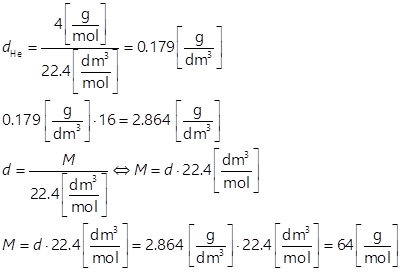 d_He = 4[g/mol] / 22.4[dm³/mol] = 0.179[g/dm³]
0.179[g/dm³]·16 = 2.864[g/dm³]
d = M / 22.4[dm³/mol] ⇔ M = d·22.4[dm³/mol]
M = d·22.4[dm³/mol] = 2.864[g/dm³]·22.4[dm³/mol] = 64[g/mol]